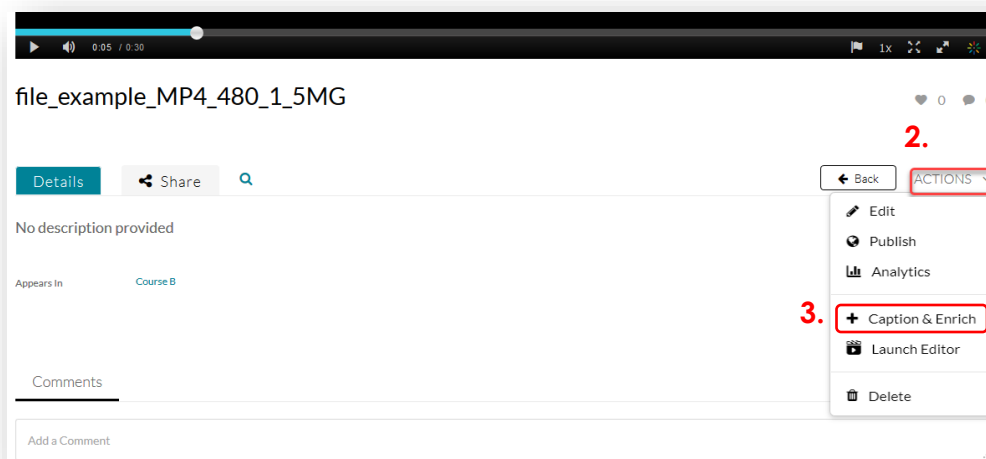 0:05 / 0:30 1x
file_example_MP4_480_1_5MG
0
2.
Details Share Back ACTIONS
No description provided
Edit
Publish
Analytics
Appears In Course B
3. Caption & Enrich
Launch Editor
Comments
Delete
Add a Comment